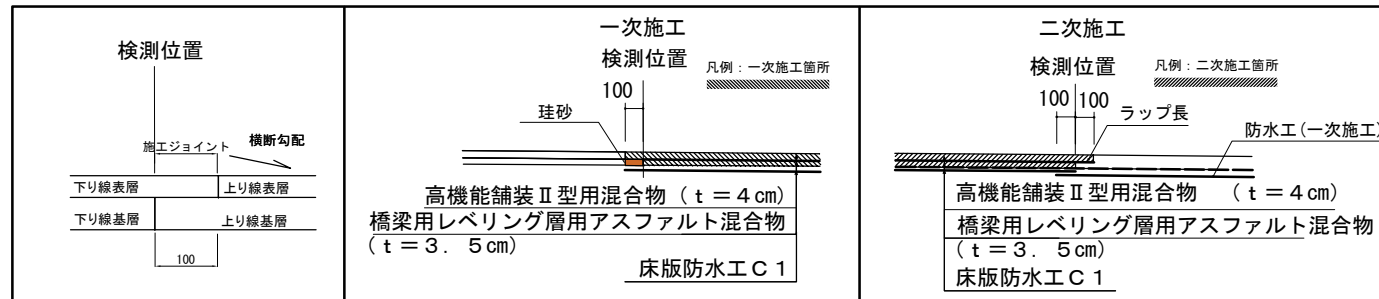 検測位置
施工ジョイント
横断勾配
下り線表層
上り線表層
下り線基層
上り線基層
100
一次施工
検測位置
凡例：一次施工箇所
100
珪砂
高機能舗装Ⅱ型用混合物（ｔ＝４㎝）
橋梁用レベリング層用アスファルト混合物
（ｔ＝３．５㎝）
床版防水工Ｃ１
二次施工
検測位置
凡例：二次施工箇所
100
100
ラップ長
防水工(一次施工)
高機能舗装Ⅱ型用混合物　（ｔ＝４㎝）
橋梁用レベリング層用アスファルト混合物
（ｔ＝３．５㎝）
床版防水工Ｃ１